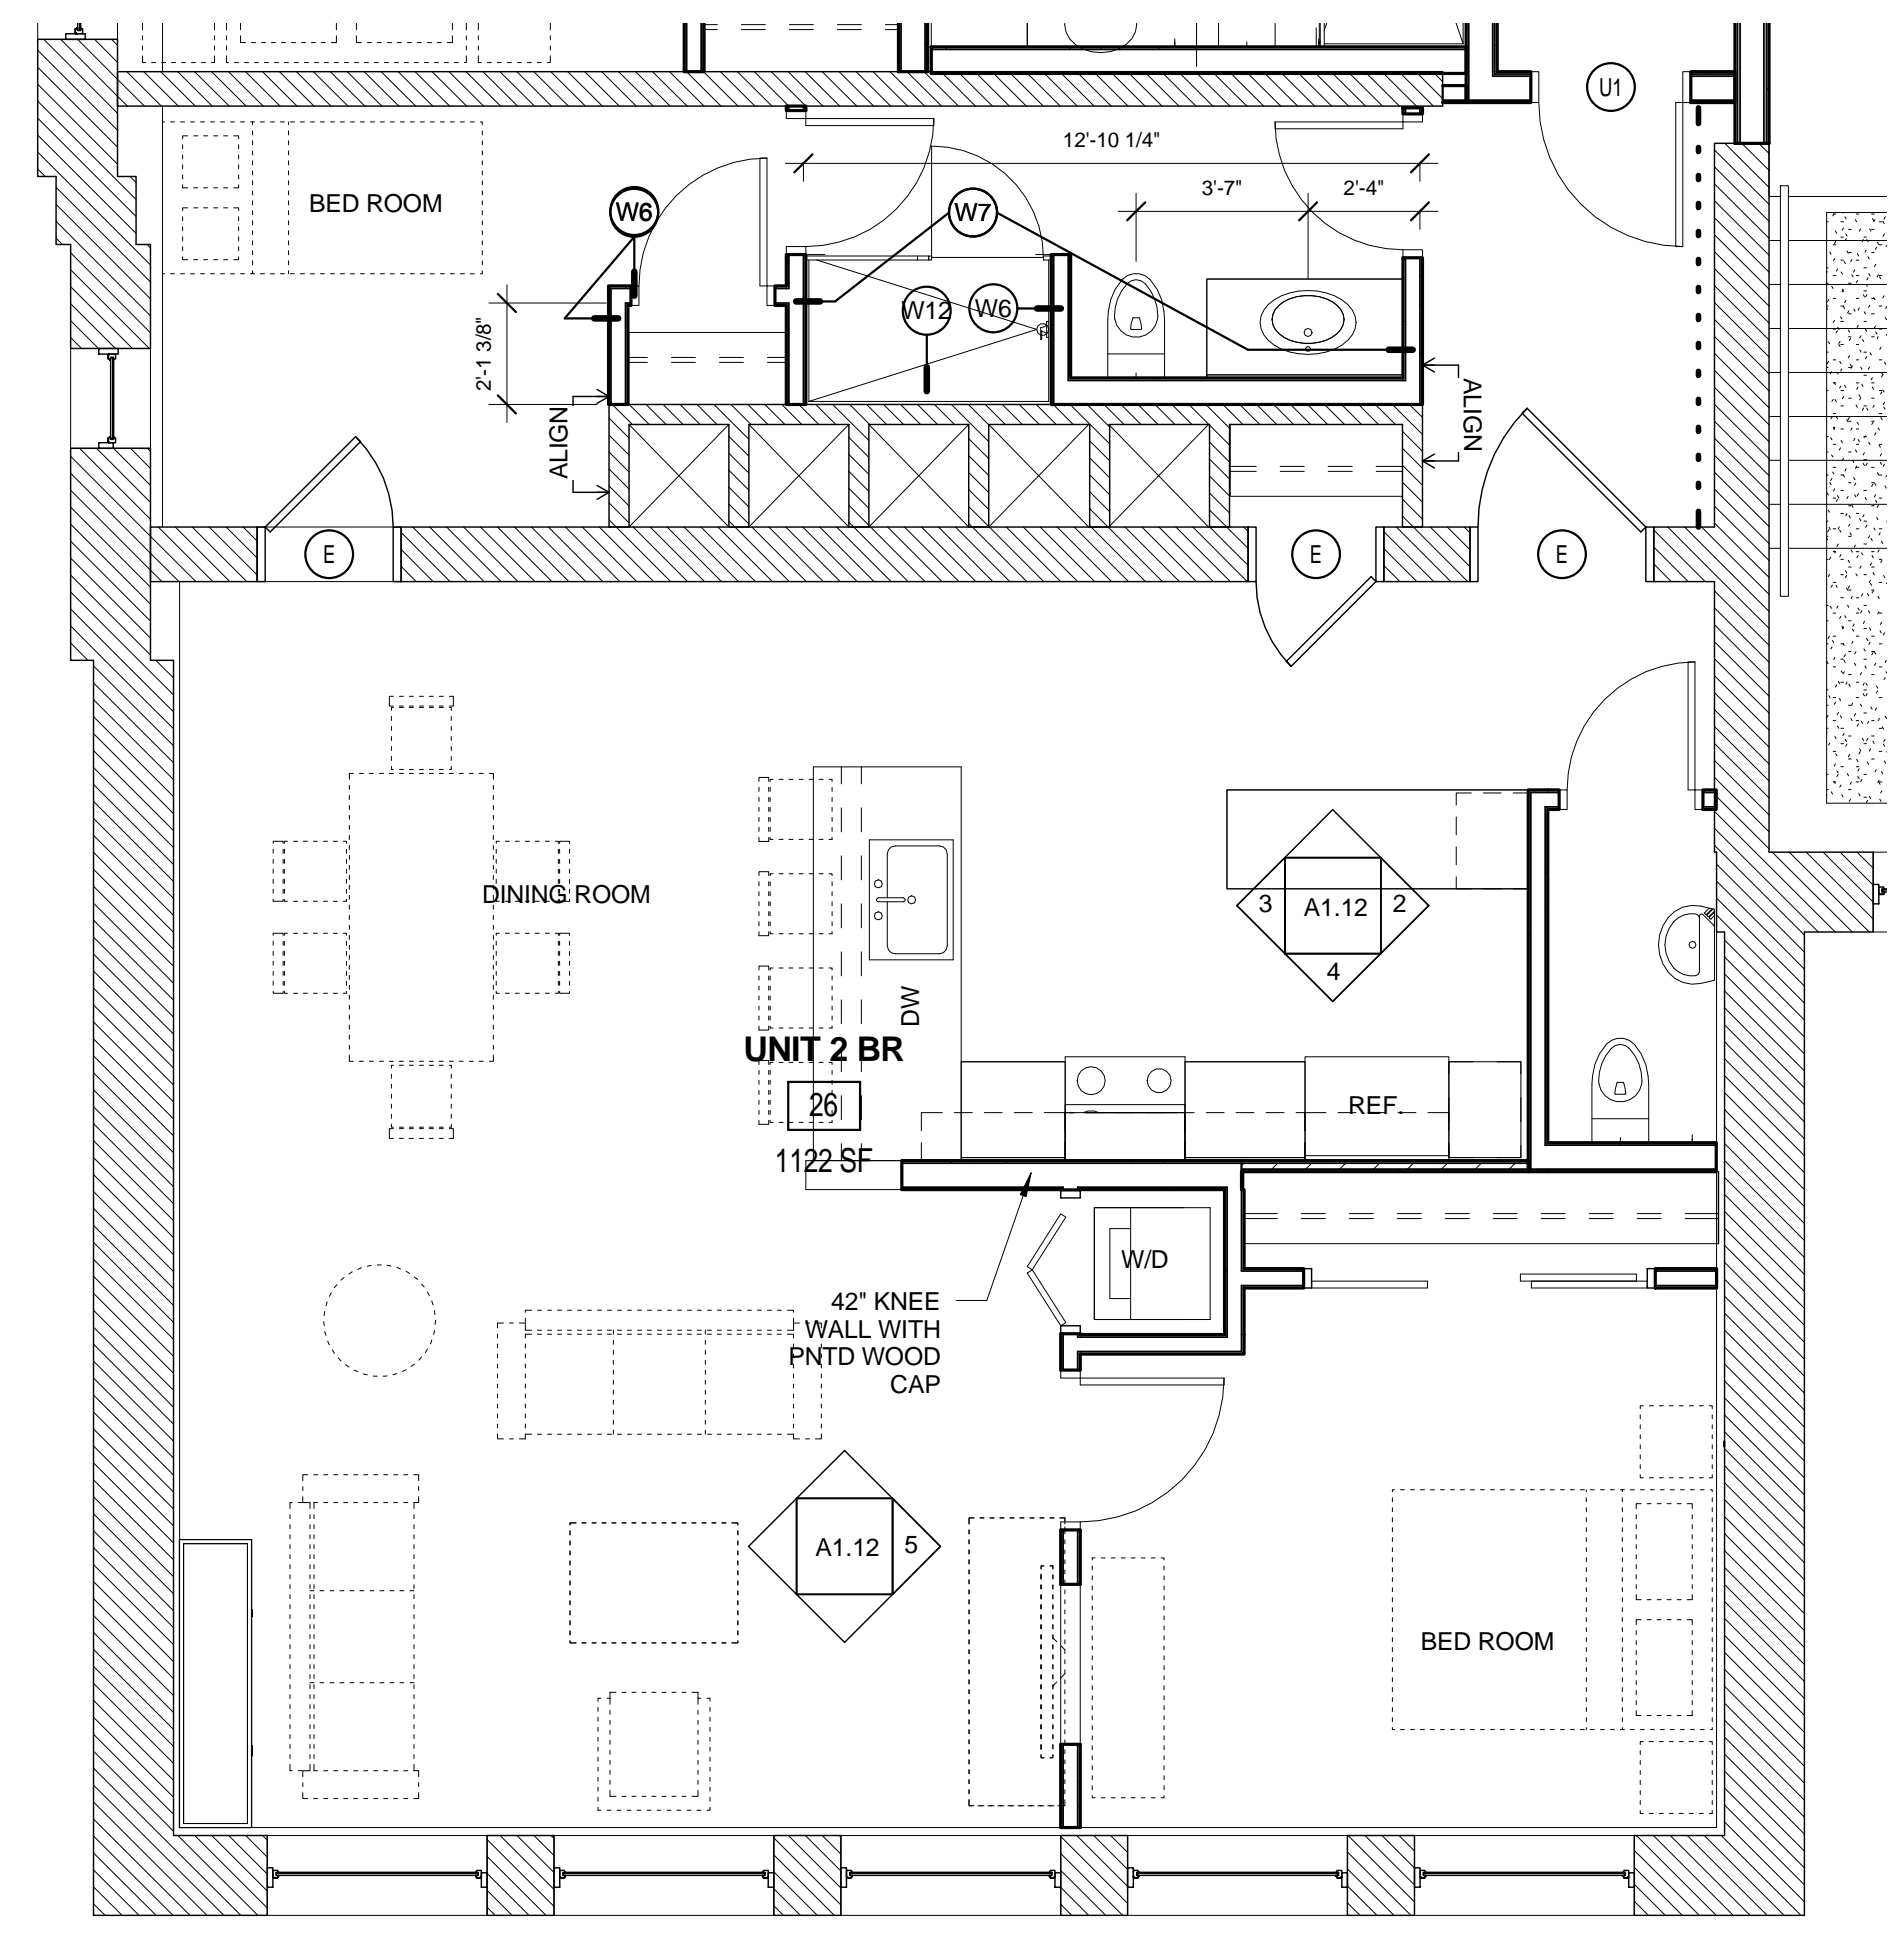 U1
12'-10 1/4"
3'-7"
2'-4"
BED ROOM
W6
W7
W12
W6
2'-1 3/8"
ALIGN
ALIGN
E
E
E
DINING ROOM
3
A1.12
2
4
DW
UNIT 2 BR
26
1122 SF
REF.
W/D
42" KNEE
WALL WITH
PNTD WOOD
CAP
A1.12
5
BED ROOM